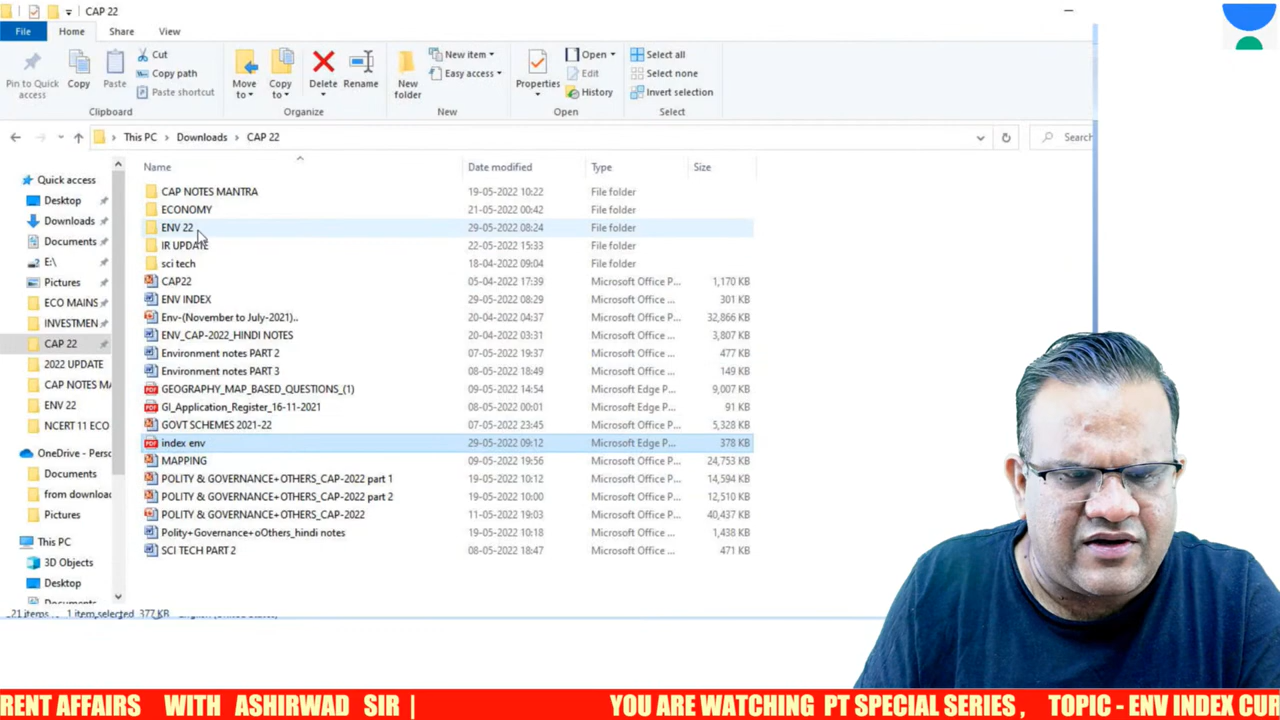 CAP 22
File Home Share View
Pin to Quick access
Copy
Paste
Cut
Copy path
Paste shortcut
Clipboard
Move to
Copy to
Delete
Rename
Organize
New folder
New item
Easy access
New
Properties
Open
Edit
History
Open
Select all
Select none
Invert selection
Select
This PC > Downloads > CAP 22
Search
Quick access
Desktop
Downloads
Documents
E:\
Pictures
ECO MAINS
INVESTMEN
CAP 22
2022 UPDATE
CAP NOTES MA
ENV 22
NCERT 11 ECO
OneDrive - Perso
Documents
from download
Pictures
This PC
3D Objects
Desktop
Documents
Name Date modified Type Size
CAP NOTES MANTRA 19-05-2022 10:22 File folder
ECONOMY 21-05-2022 00:42 File folder
ENV 22 29-05-2022 08:24 File folder
IR UPDATE 22-05-2022 15:33 File folder
sci tech 18-04-2022 09:04 File folder
CAP22 05-04-2022 17:39 Microsoft Office P... 1,170 KB
ENV INDEX 29-05-2022 08:29 Microsoft Office ... 301 KB
Env-(November to July-2021).. 20-04-2022 04:37 Microsoft Office P... 32,866 KB
ENV_CAP-2022_HINDI NOTES 20-04-2022 03:31 Microsoft Office ... 3,807 KB
Environment notes PART 2 07-05-2022 19:37 Microsoft Office ... 477 KB
Environment notes PART 3 08-05-2022 18:49 Microsoft Office ... 149 KB
GEOGRAPHY_MAP_BASED_QUESTIONS_(1) 09-05-2022 14:54 Microsoft Edge P... 9,007 KB
GI_Application_Register_16-11-2021 08-05-2022 00:01 Microsoft Edge P... 91 KB
GOVT SCHEMES 2021-22 07-05-2022 23:45 Microsoft Office ... 5,328 KB
index env 29-05-2022 09:12 Microsoft Edge P... 378 KB
MAPPING 09-05-2022 19:56 Microsoft Office P... 24,753 KB
POLITY & GOVERNANCE+OTHERS_CAP-2022 part 1 19-05-2022 10:12 Microsoft Office P... 14,594 KB
POLITY & GOVERNANCE+OTHERS_CAP-2022 part 2 19-05-2022 10:00 Microsoft Office P... 12,510 KB
POLITY & GOVERNANCE+OTHERS_CAP-2022 11-05-2022 19:03 Microsoft Office P... 40,437 KB
Polity+Governance+oOthers_hindi notes 19-05-2022 10:18 Microsoft Office ... 1,438 KB
SCI TECH PART 2 08-05-2022 18:47 Microsoft Office ... 471 KB
21 items 1 item selected 377 KB
RENT AFFAIRS WITH ASHIRWAD SIR | YOU ARE WATCHING PT SPECIAL SERIES , TOPIC - ENV INDEX CUR